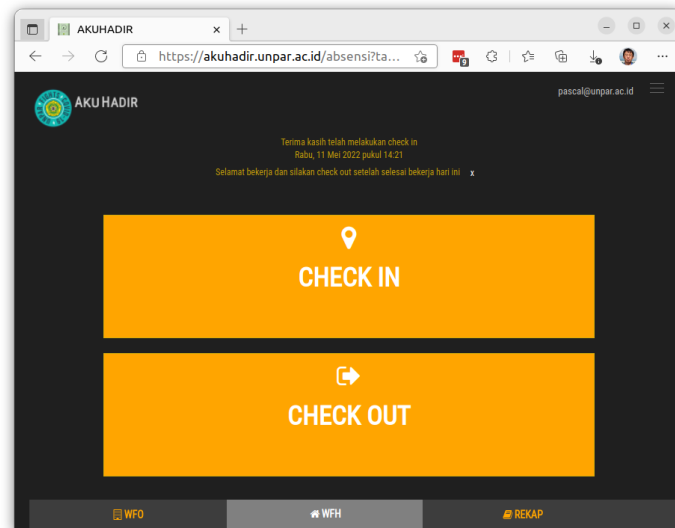 AKUHADIR
https://akuhadir.unpar.ac.id/absensi?ta...
9
AKU HADIR
pascal@unpar.ac.id
Terima kasih telah melakukan check in
Rabu, 11 Mei 2022 pukul 14:21
Selamat bekerja dan silakan check out setelah selesai bekerja hari ini x
CHECK IN
CHECK OUT
WFO WFH REKAP